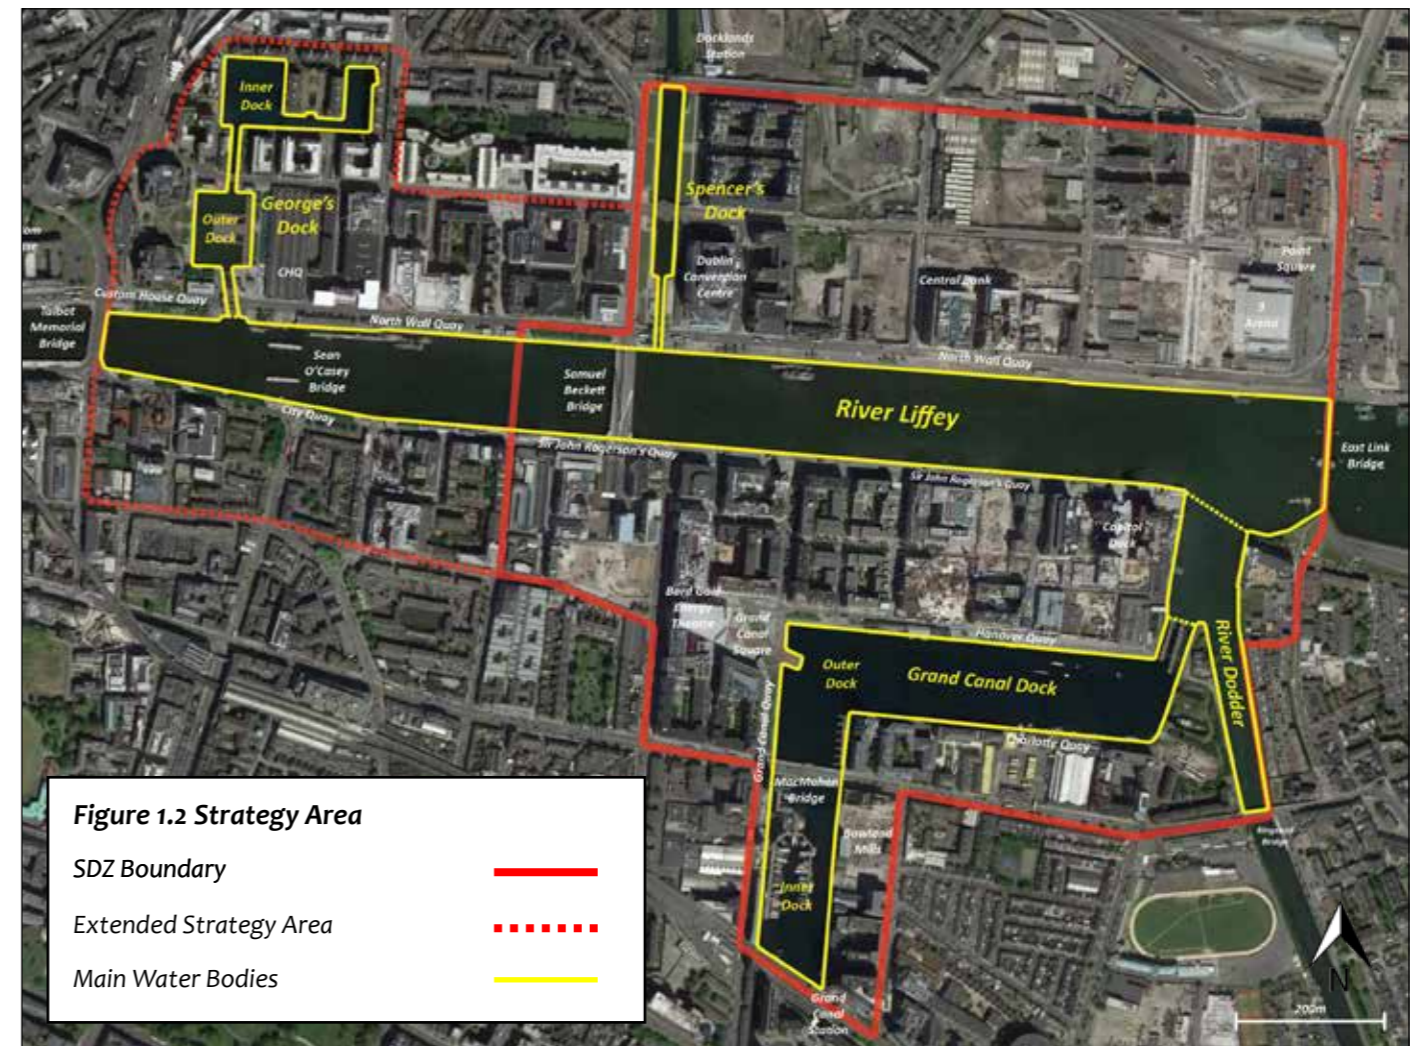 Docklands
Station
Inner
Dock
Spencer's
Dock
George's
Dock
Outer
Dock
CHQ
Dublin
Convention
Centre
Point
Square
Central Bank
3
Arena
Custom House Quay
Talbot
Memorial
Bridge
North Wall Quay
North Wall Quay
Sean
O'Casey
Bridge
Samuel
Beckett
Bridge
River Liffey
City Quay
Sir John Rogerson's Quay
Sir John Rogerson's Quay
East Link
Bridge
Capitol
Bord Gais
Energy
Theatre
Grand
Canal
Square
Hanover Quay
Outer
Dock
Grand Canal Dock
River Dodder
Grand Canal Quay
Charlotte Quay
MacMahon
Bridge
Bowland
Mills
Inner
Dock
Ringsend
Bridge
Grand
Canal
Station
Figure 1.2 Strategy Area
SDZ Boundary
Extended Strategy Area
Main Water Bodies
N
200m